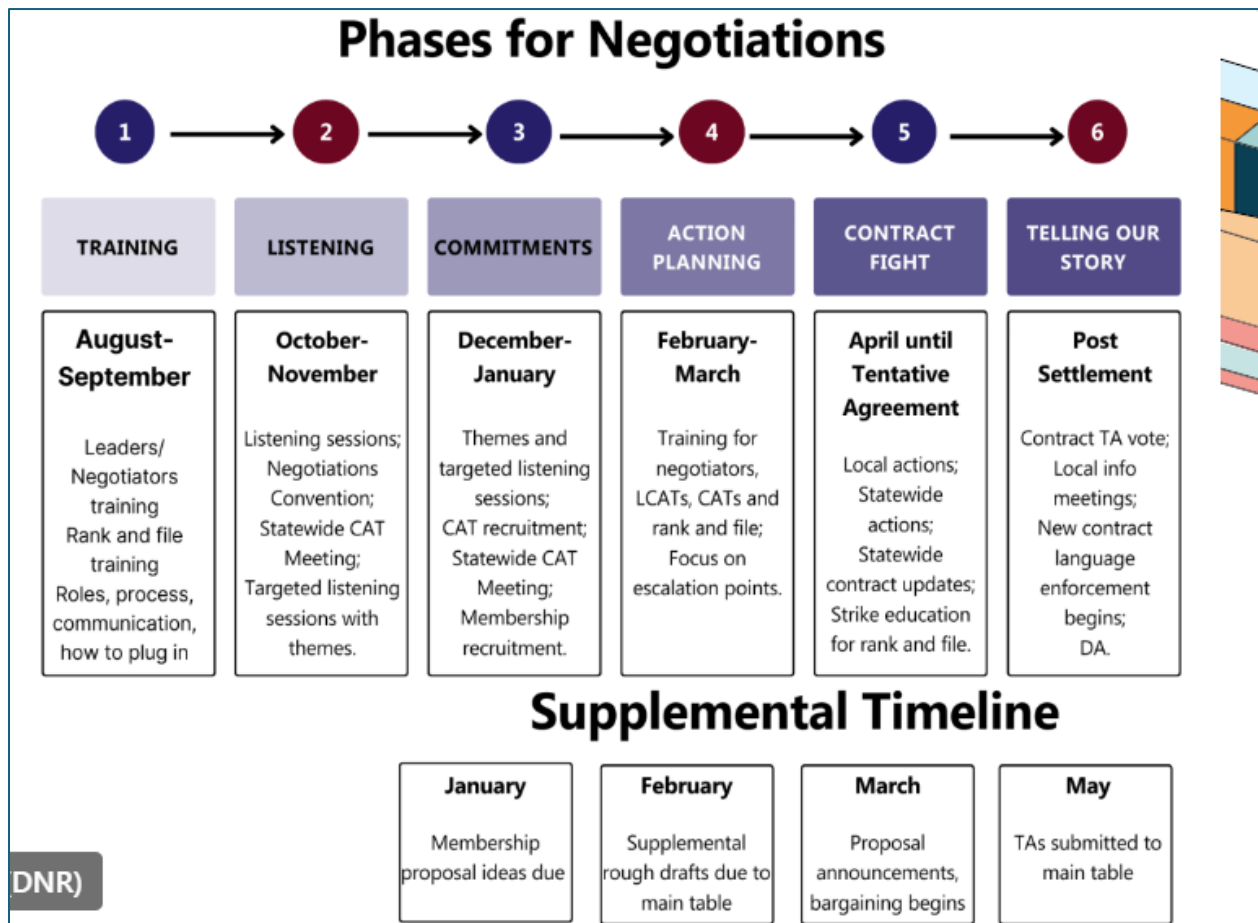 Phases for Negotiations
1
2
3
4
5
6
TRAINING
LISTENING
COMMITMENTS
ACTION
PLANNING
CONTRACT
FIGHT
TELLING OUR
STORY
August-
September
Leaders/
Negotiators
training
Rank and file
training
Roles, process,
communication,
how to plug in
October-
November
Listening sessions;
Negotiations
Convention;
Statewide CAT
Meeting;
Targeted listening
sessions with
themes.
December-
January
Themes and
targeted listening
sessions;
CAT recruitment;
Statewide CAT
Meeting;
Membership
recruitment.
February-
March
Training for
negotiators,
LCATs, CATs and
rank and file;
Focus on
escalation points.
April until
Tentative
Agreement
Local actions;
Statewide
actions;
Statewide
contract updates;
Strike education
for rank and file.
Post
Settlement
Contract TA vote;
Local info
meetings;
New contract
language
enforcement
begins;
DA.
Supplemental Timeline
January
Membership
proposal ideas due
February
Supplemental
rough drafts due to
main table
March
Proposal
announcements,
bargaining begins
May
TAs submitted to
main table
(DNR)